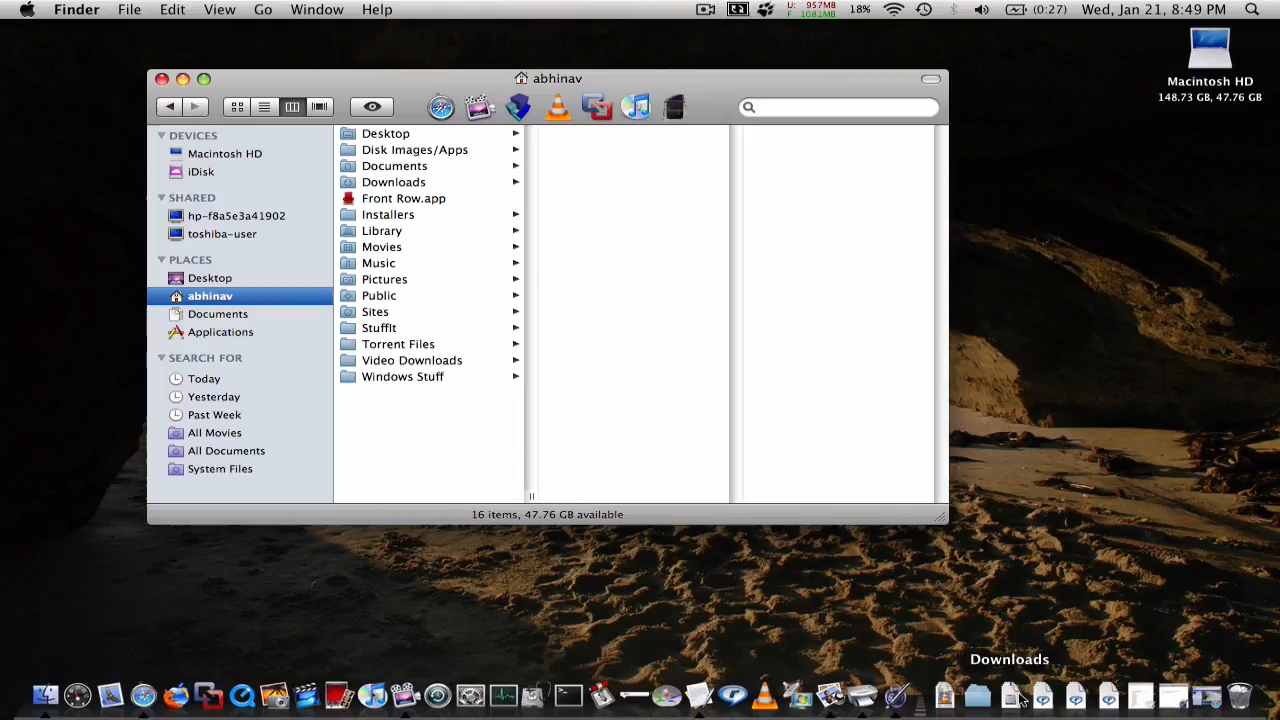 Finder File Edit View Go Window Help
U: 957MB
F: 1081MB
18%
(0:27) Wed, Jan 21, 8:49 PM
Macintosh HD
148.73 GB, 47.76 GB
abhinav
DEVICES
Macintosh HD
iDisk
SHARED
hp-f8a5e3a41902
toshiba-user
PLACES
Desktop
abhinav
Documents
Applications
SEARCH FOR
Today
Yesterday
Past Week
All Movies
All Documents
System Files
Desktop
Disk Images/Apps
Documents
Downloads
Front Row.app
Installers
Library
Movies
Music
Pictures
Public
Sites
StuffIt
Torrent Files
Video Downloads
Windows Stuff
16 items, 47.76 GB available
Downloads